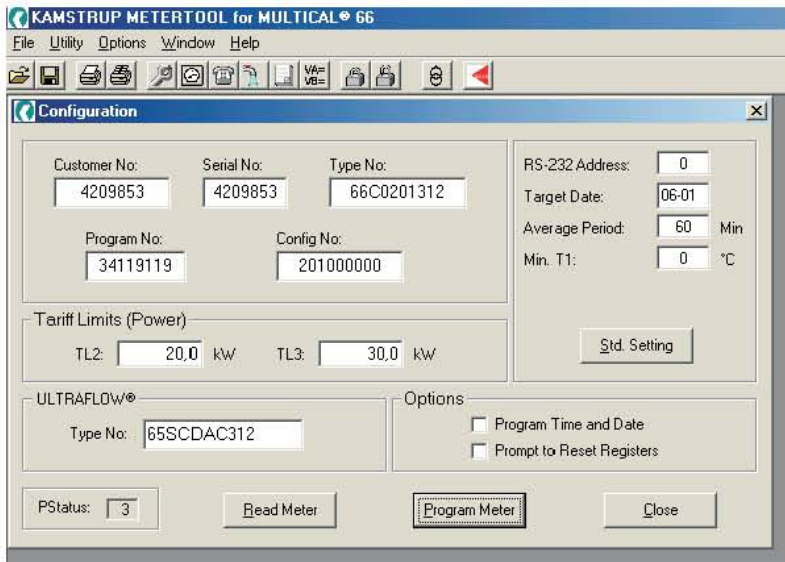 KAMSTRUP METERTOOL for MULTICAL® 66
File Utility Options Window Help
VA=
VB=
Configuration
Customer No: Serial No: Type No:
4209853 4209853 66C0201312
Program No: Config No:
34119119 201000000
RS-232 Address: 0
Target Date: 06-01
Average Period: 60 Min
Min. T1: 0 °C
Std. Setting
Tariff Limits (Power)
TL2: 20,0 kW TL3: 30,0 kW
ULTRAFLOW®
Type No: 65SCDAC312
Options
Program Time and Date
Prompt to Reset Registers
PStatus: 3 Read Meter Program Meter Close